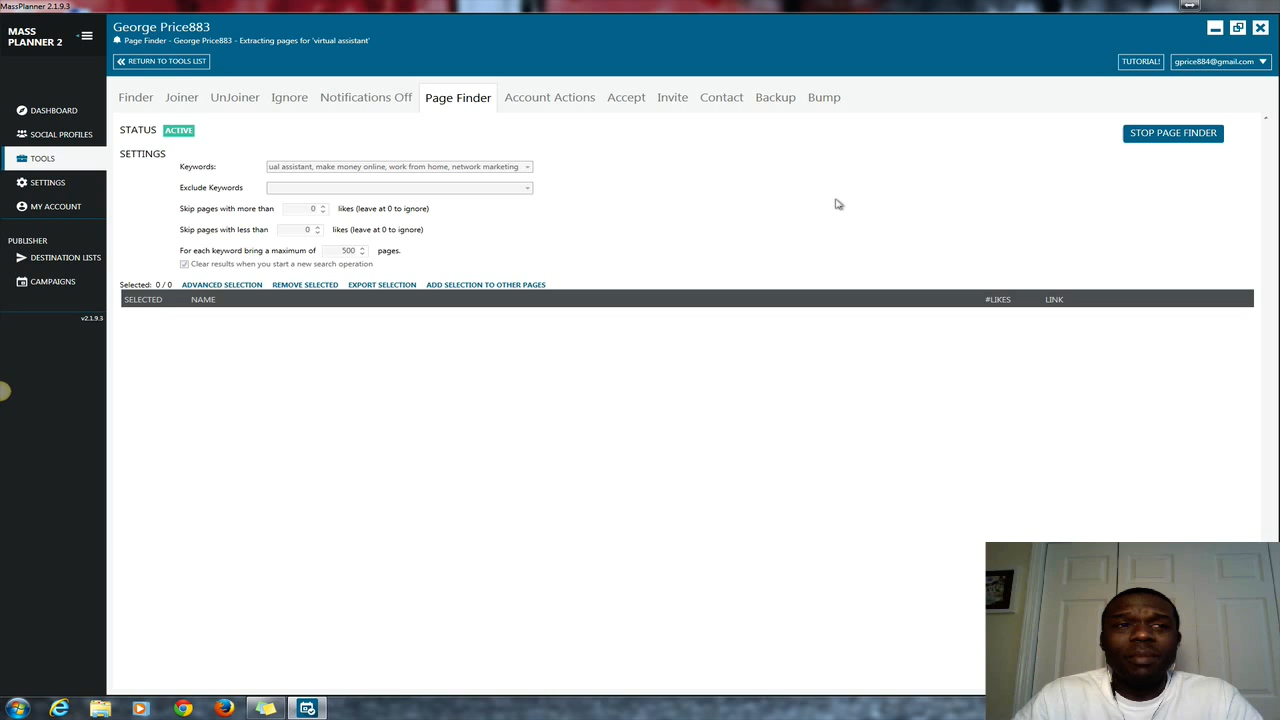 MassPlanner 2.1.9.3
MASS
PLANNER 2
George Price883
Page Finder - George Price883 - Extracting pages for 'virtual assistant'
RETURN TO TOOLS LIST
TUTORIAL!
gprice884@gmail.com
DASHBOARD
SOCIAL PROFILES
TOOLS
SETTINGS
MY ACCOUNT
PUBLISHER
DESTINATION LISTS
CAMPAIGNS
v2.1.9.3
Finder Joiner UnJoiner Ignore Notifications Off Page Finder Account Actions Accept Invite Contact Backup Bump
STATUS ACTIVE
STOP PAGE FINDER
SETTINGS
Keywords: ual assistant, make money online, work from home, network marketing
Exclude Keywords
Skip pages with more than 0 likes (leave at 0 to ignore)
Skip pages with less than 0 likes (leave at 0 to ignore)
For each keyword bring a maximum of 500 pages.
Clear results when you start a new search operation
Selected: 0 / 0 ADVANCED SELECTION REMOVE SELECTED EXPORT SELECTION ADD SELECTION TO OTHER PAGES
SELECTED NAME #LIKES LINK